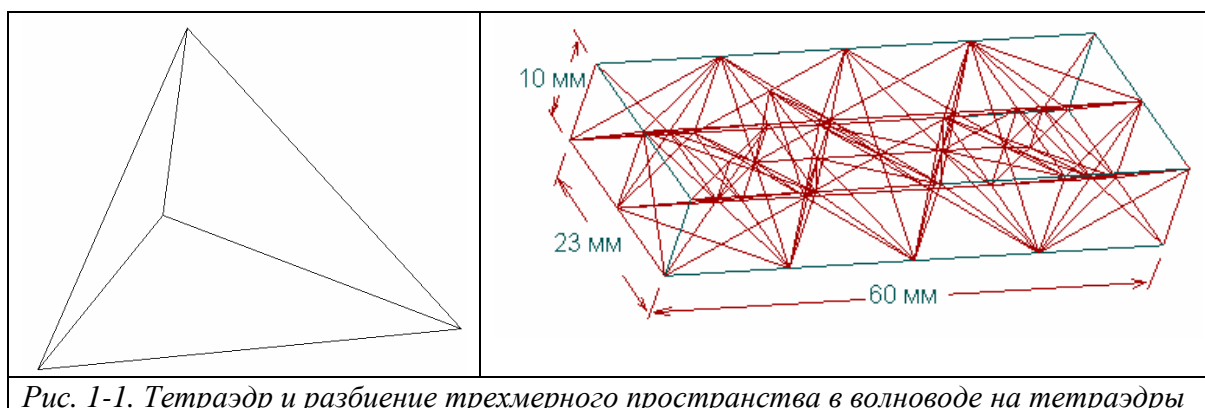 10 мм
23 мм
60 мм
Рис. 1-1. Тетраэдр и разбиение трехмерного пространства в волноводе на тетраэдры